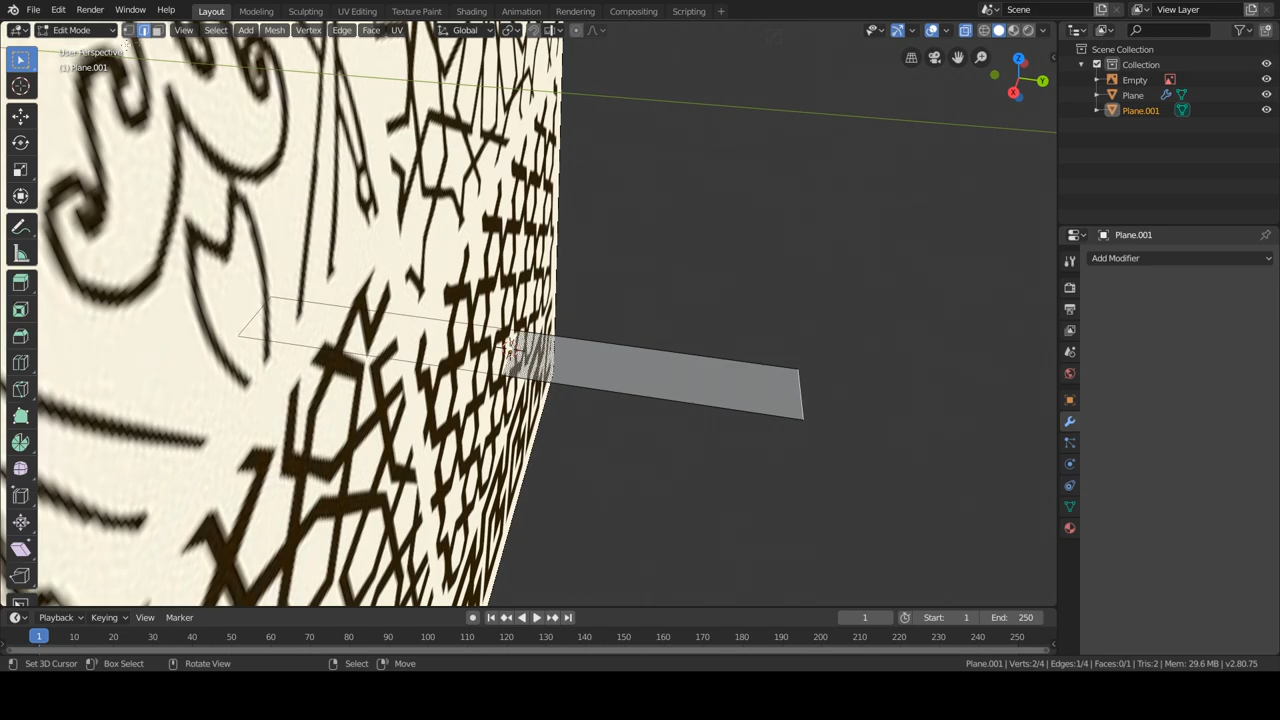 File Edit Render Window Help Layout Modeling Sculpting UV Editing Texture Paint Shading Animation Rendering Compositing Scripting + Scene View Layer
Edit Mode View Select Add Mesh Vertex Edge Face UV Global
User Perspective
(1) Plane.001
Z
Y
X
Scene Collection
Collection
Empty
Plane
Plane.001
Plane.001
Add Modifier
Playback Keying View Marker 1 Start: 1 End: 250
1 10 20 30 40 50 60 70 80 90 100 110 120 130 140 150 160 170 180 190 200 210 220 230 240 250
Set 3D Cursor Box Select Rotate View Select Move Plane.001 | Verts:2/4 | Edges:1/4 | Faces:0/1 | Tris:2 | Mem: 29.6 MB | v2.80.75